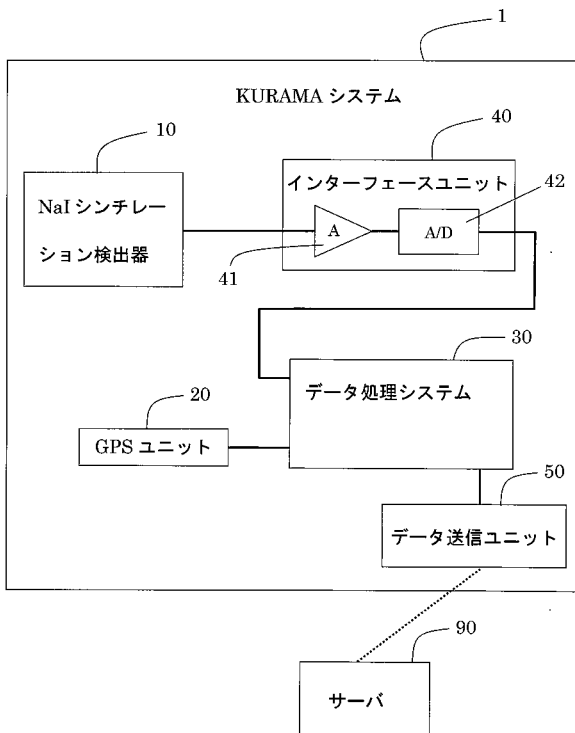 1
KURAMA システム
10
NaI シンチレー
ション検出器
40
インターフェースユニット
42
A
A/D
41
30
データ処理システム
20
GPS ユニット
50
データ送信ユニット
90
サーバ